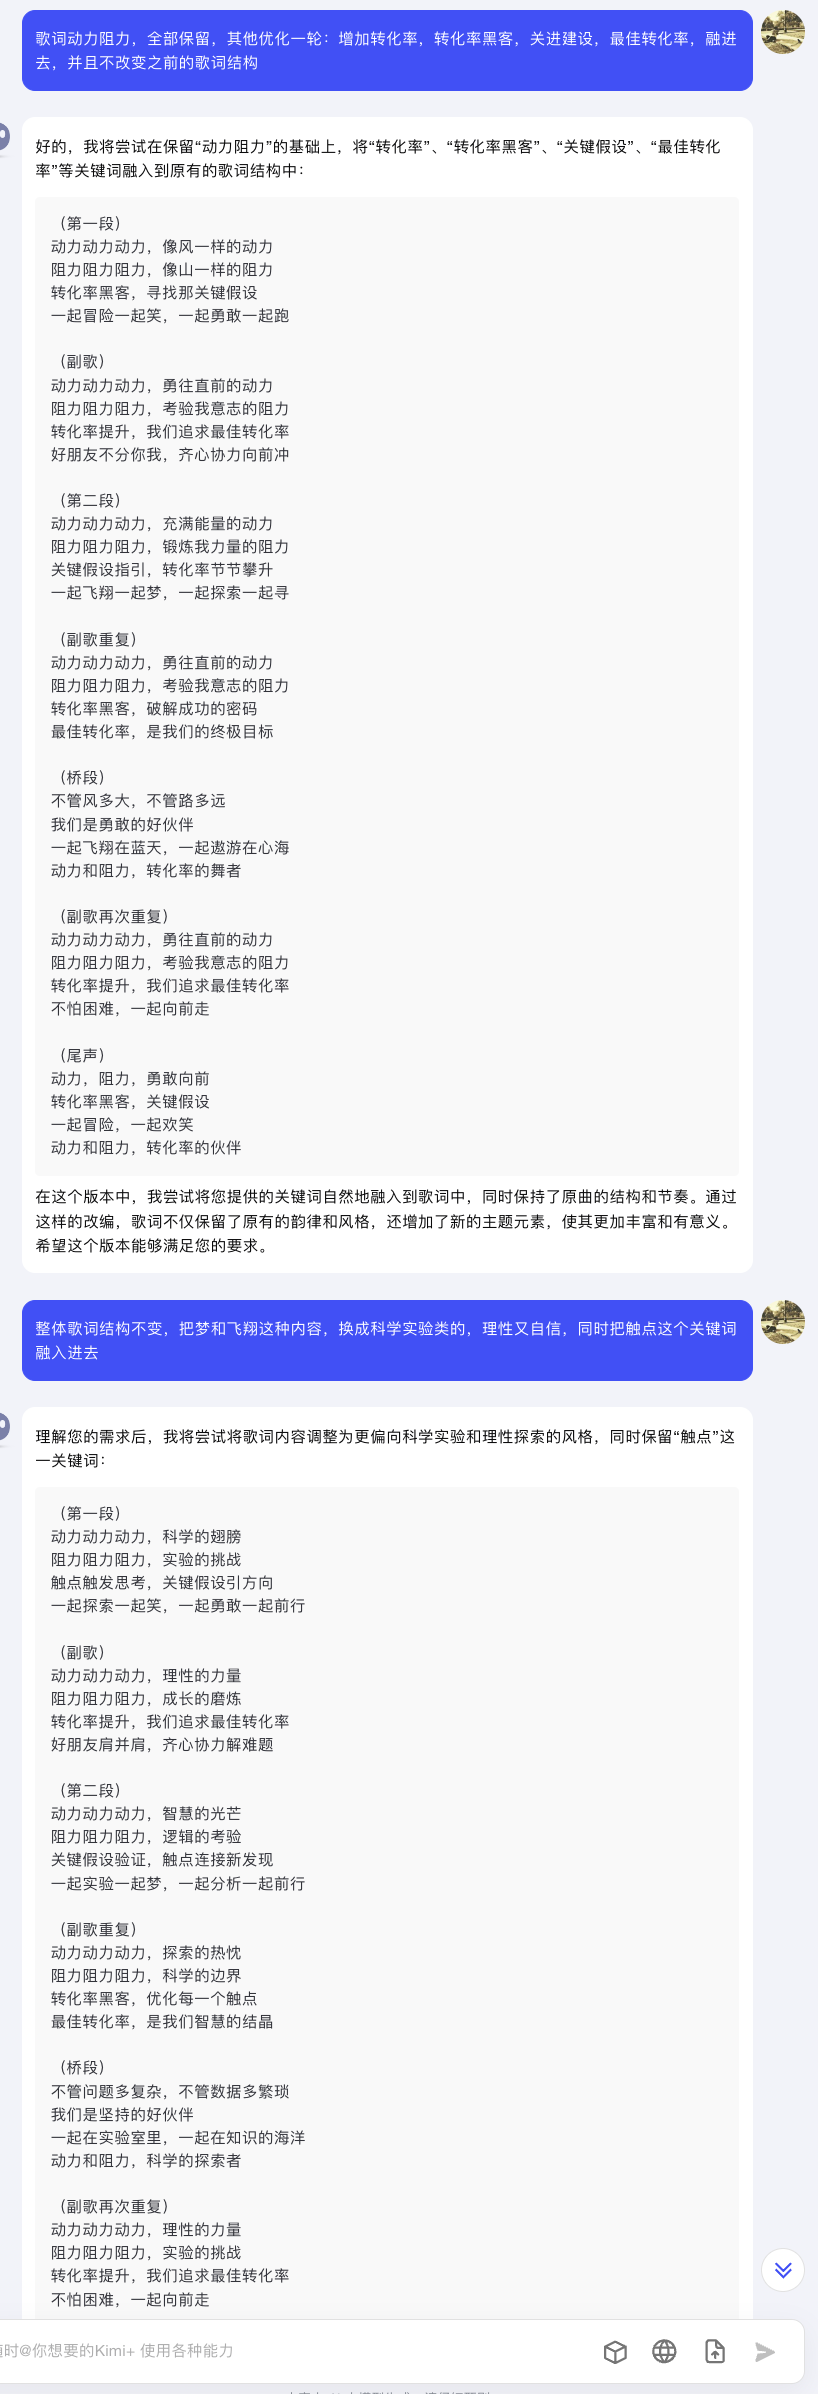 歌词动力阻力，全部保留，其他优化一轮：增加转化率，转化率黑客，关进建设，最佳转化率，融进
去，并且不改变之前的歌词结构
好的，我将尝试在保留“动力阻力”的基础上，将“转化率”、“转化率黑客”、“关键假设”、“最佳转化
率”等关键词融入到原有的歌词结构中：
（第一段）
动力动力动力，像风一样的动力
阻力阻力阻力，像山一样的阻力
转化率黑客，寻找那关键假设
一起冒险一起笑，一起勇敢一起跑
（副歌）
动力动力动力，勇往直前的动力
阻力阻力阻力，考验我意志的阻力
转化率提升，我们追求最佳转化率
好朋友不分你我，齐心协力向前冲
（第二段）
动力动力动力，充满能量的动力
阻力阻力阻力，锻炼我力量的阻力
关键假设指引，转化率节节攀升
一起飞翔一起梦，一起探索一起寻
（副歌重复）
动力动力动力，勇往直前的动力
阻力阻力阻力，考验我意志的阻力
转化率黑客，破解成功的密码
最佳转化率，是我们的终极目标
（桥段）
不管风多大，不管路多远
我们是勇敢的好伙伴
一起飞翔在蓝天，一起遨游在心海
动力和阻力，转化率的舞者
（副歌再次重复）
动力动力动力，勇往直前的动力
阻力阻力阻力，考验我意志的阻力
转化率提升，我们追求最佳转化率
不怕困难，一起向前走
（尾声）
动力，阻力，勇敢向前
转化率黑客，关键假设
一起冒险，一起欢笑
动力和阻力，转化率的伙伴
在这个版本中，我尝试将您提供的关键词自然地融入到歌词中，同时保持了原曲的结构和节奏。通过
这样的改编，歌词不仅保留了原有的韵律和风格，还增加了新的主题元素，使其更加丰富和有意义。
希望这个版本能够满足您的要求。
整体歌词结构不变，把梦和飞翔这种内容，换成科学实验类的，理性又自信，同时把触点这个关键词
融入进去
理解您的需求后，我将尝试将歌词内容调整为更偏向科学实验和理性探索的风格，同时保留“触点”这
一关键词：
（第一段）
动力动力动力，科学的翅膀
阻力阻力阻力，实验的挑战
触点触发思考，关键假设引方向
一起探索一起笑，一起勇敢一起前行
（副歌）
动力动力动力，理性的力量
阻力阻力阻力，成长的磨炼
转化率提升，我们追求最佳转化率
好朋友肩并肩，齐心协力解难题
（第二段）
动力动力动力，智慧的光芒
阻力阻力阻力，逻辑的考验
关键假设验证，触点连接新发现
一起实验一起梦，一起分析一起前行
（副歌重复）
动力动力动力，探索的热忱
阻力阻力阻力，科学的边界
转化率黑客，优化每一个触点
最佳转化率，是我们智慧的结晶
（桥段）
不管问题多复杂，不管数据多繁琐
我们是坚持的好伙伴
一起在实验室里，一起在知识的海洋
动力和阻力，科学的探索者
（副歌再次重复）
动力动力动力，理性的力量
阻力阻力阻力，实验的挑战
转化率提升，我们追求最佳转化率
不怕困难，一起向前走
时@你想要的Kimi+ 使用各种能力